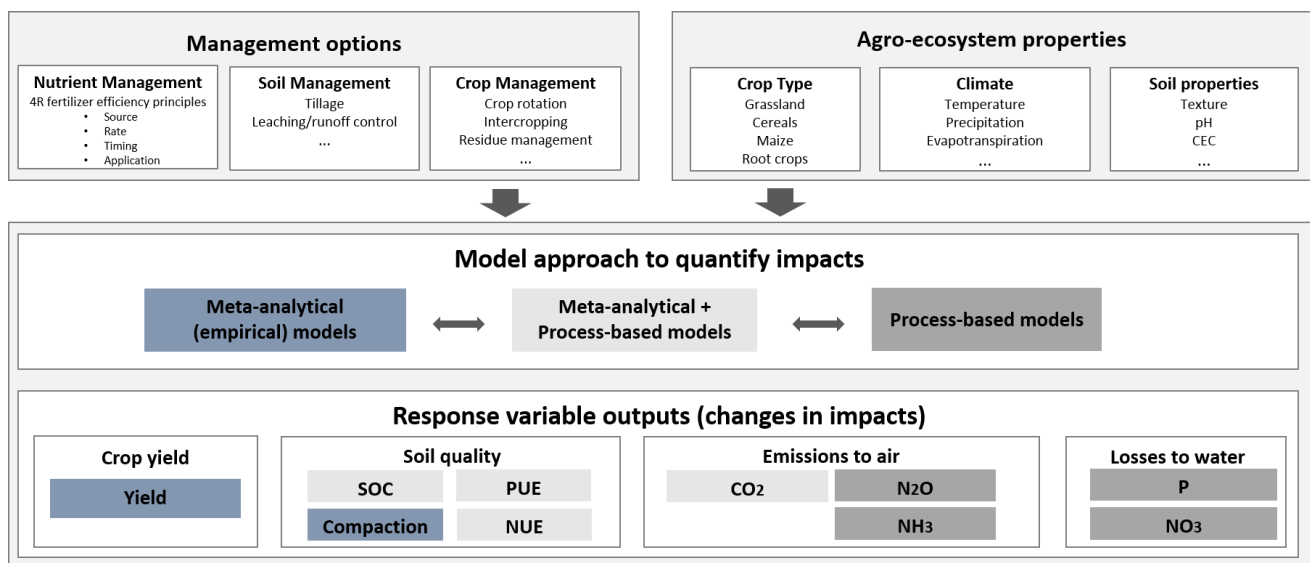 Management options
Nutrient Management
4R fertilizer efficiency principles
• Source
• Rate
• Timing
• Application
Soil Management
Tillage
Leaching/runoff control
...
Crop Management
Crop rotation
Intercropping
Residue management
...
Agro-ecosystem properties
Crop Type
Grassland
Cereals
Maize
Root crops
Climate
Temperature
Precipitation
Evapotranspiration
...
Soil properties
Texture
pH
CEC
...
Model approach to quantify impacts
Meta-analytical
(empirical) models
Meta-analytical +
Process-based models
Process-based models
Response variable outputs (changes in impacts)
Crop yield
Yield
Soil quality
SOC
PUE
Compaction
NUE
Emissions to air
CO2
N2O
NH3
Losses to water
P
NO3